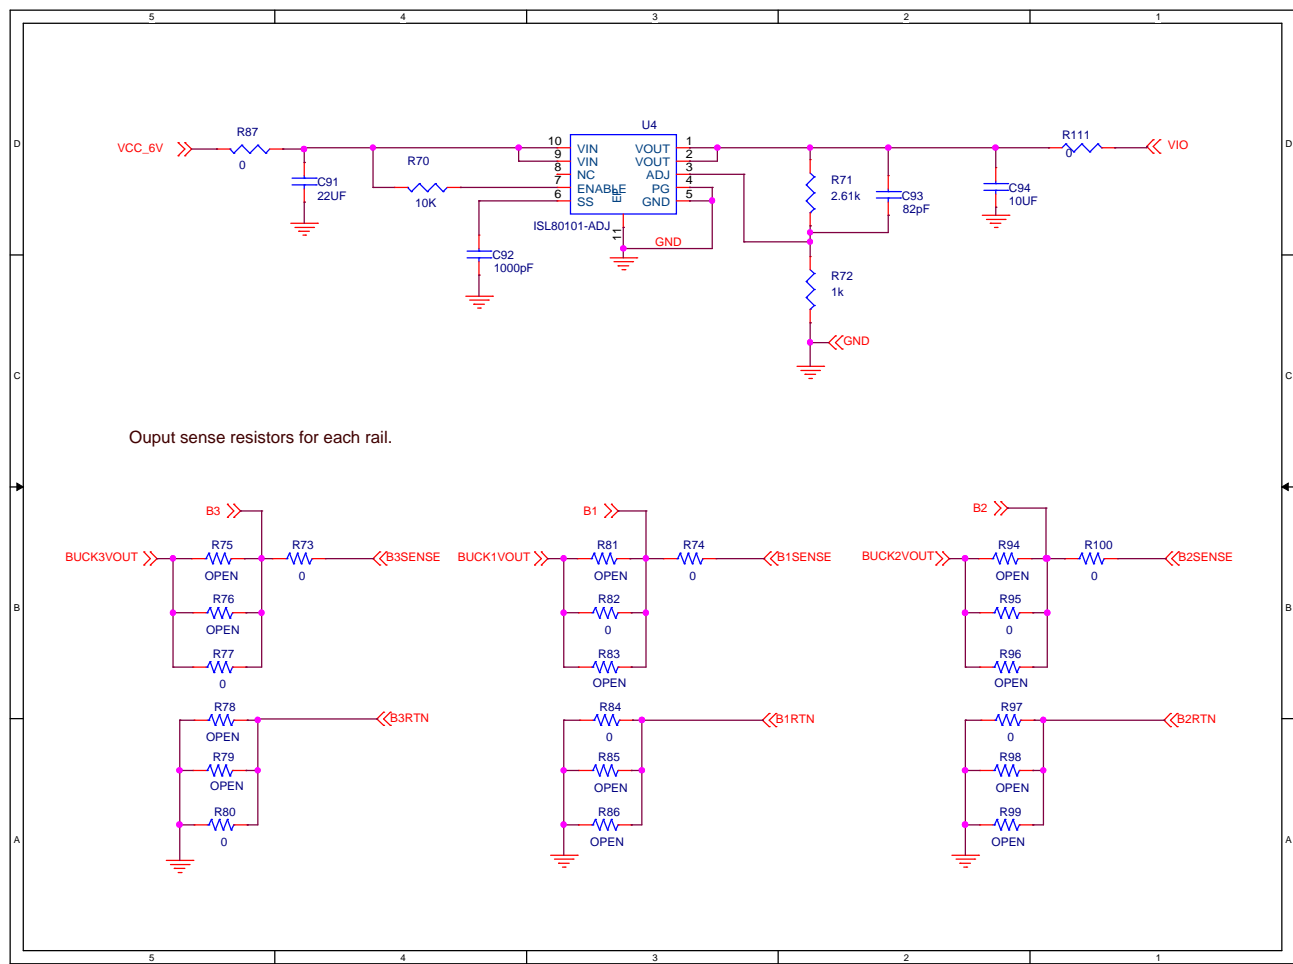 5 4 3 2 1
D D
C C
B B
A A
5 4 3 2 1
VCC_6V
R87
0
C91
22UF
R70
10K
C92
1000pF
U4
10 VIN VOUT 1
9 VIN VOUT 2
8 NC ADJ 3
7 ENABLE PG 4
6 SS GND 5
EP
11
ISL80101-ADJ
GND
R71
2.61k
C93
82pF
C94
10UF
R111
0
VIO
R72
1k
GND
Ouput sense resistors for each rail.
B3
BUCK3VOUT
R75
OPEN
R73
0
B3SENSE
R76
OPEN
R77
0
R78
OPEN
B3RTN
R79
OPEN
R80
0
B1
BUCK1VOUT
R81
OPEN
R74
0
B1SENSE
R82
0
R83
OPEN
R84
0
B1RTN
R85
OPEN
R86
OPEN
B2
BUCK2VOUT
R94
OPEN
R100
0
B2SENSE
R95
0
R96
OPEN
R97
0
B2RTN
R98
OPEN
R99
OPEN